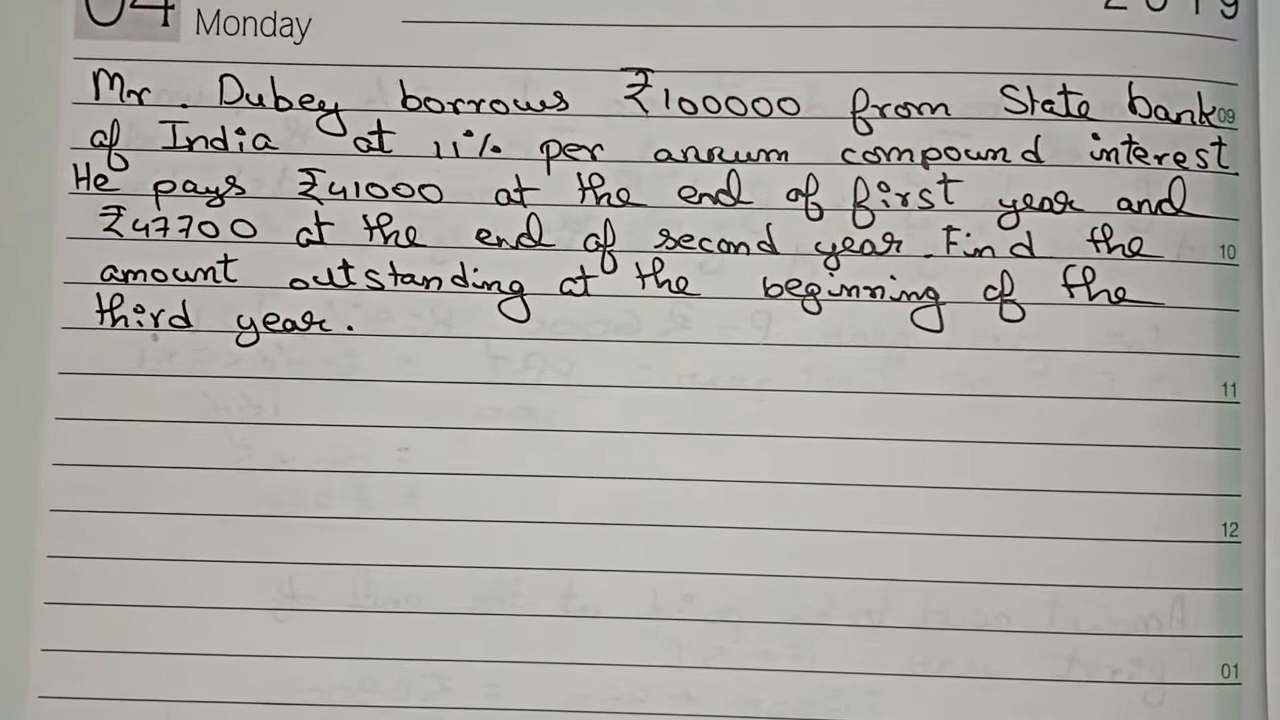 04 Monday 2019
Mr. Dubey borrows ₹100000 from State bank 09
of India at 11% per annum compound interest
He pays ₹41000 at the end of first year and
₹47700 at the end of second year. Find the 10
amount outstanding at the beginning of the
third year.
11
12
01